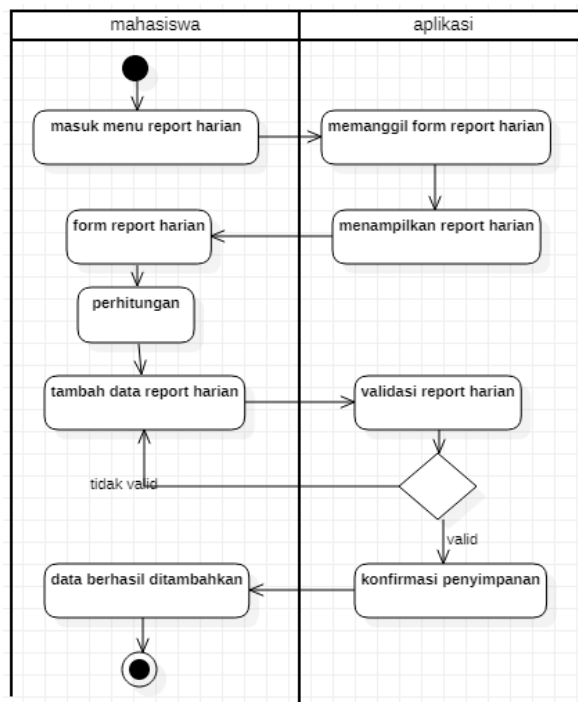 mahasiswa
aplikasi
masuk menu report harian
memanggil form report harian
form report harian
menampilkan report harian
perhitungan
tambah data report harian
validasi report harian
tidak valid
valid
data berhasil ditambahkan
konfirmasi penyimpanan